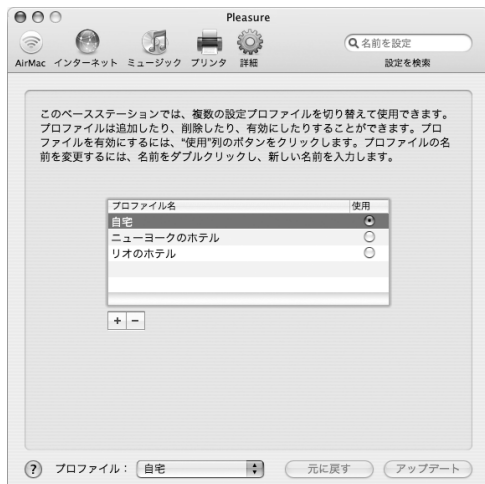 Pleasure
名前を設定
AirMac インターネット ミュージック プリンタ 詳細 設定を検索
このベースステーションでは、複数の設定プロファイルを切り替えて使用できます。
プロファイルは追加したり、削除したり、有効にしたりすることができます。プロ
ファイルを有効にするには、“使用”列のボタンをクリックします。プロファイルの名
前を変更するには、名前をダブルクリックし、新しい名前を入力します。
プロファイル名 使用
自宅
ニューヨークのホテル
リオのホテル
+ −
? プロファイル： 自宅 元に戻す アップデート